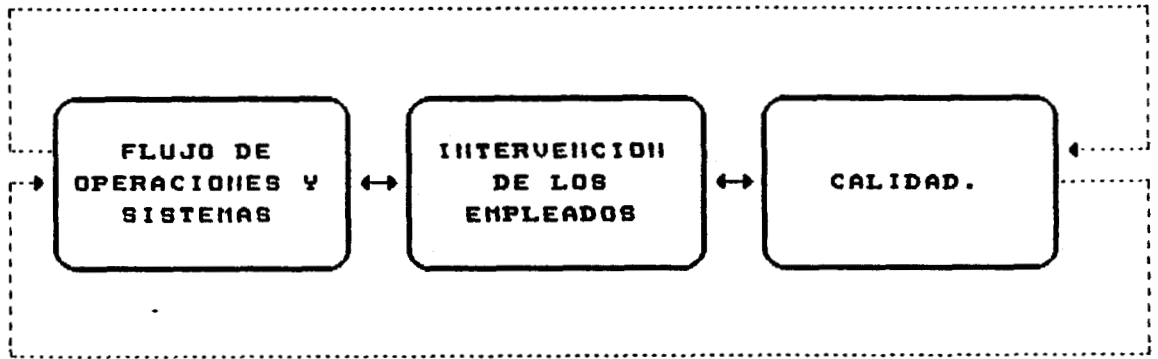 FLUJO DE
OPERACIONES Y
SISTEMAS
INTERVENCION
DE LOS
EMPLEADOS
CALIDAD.